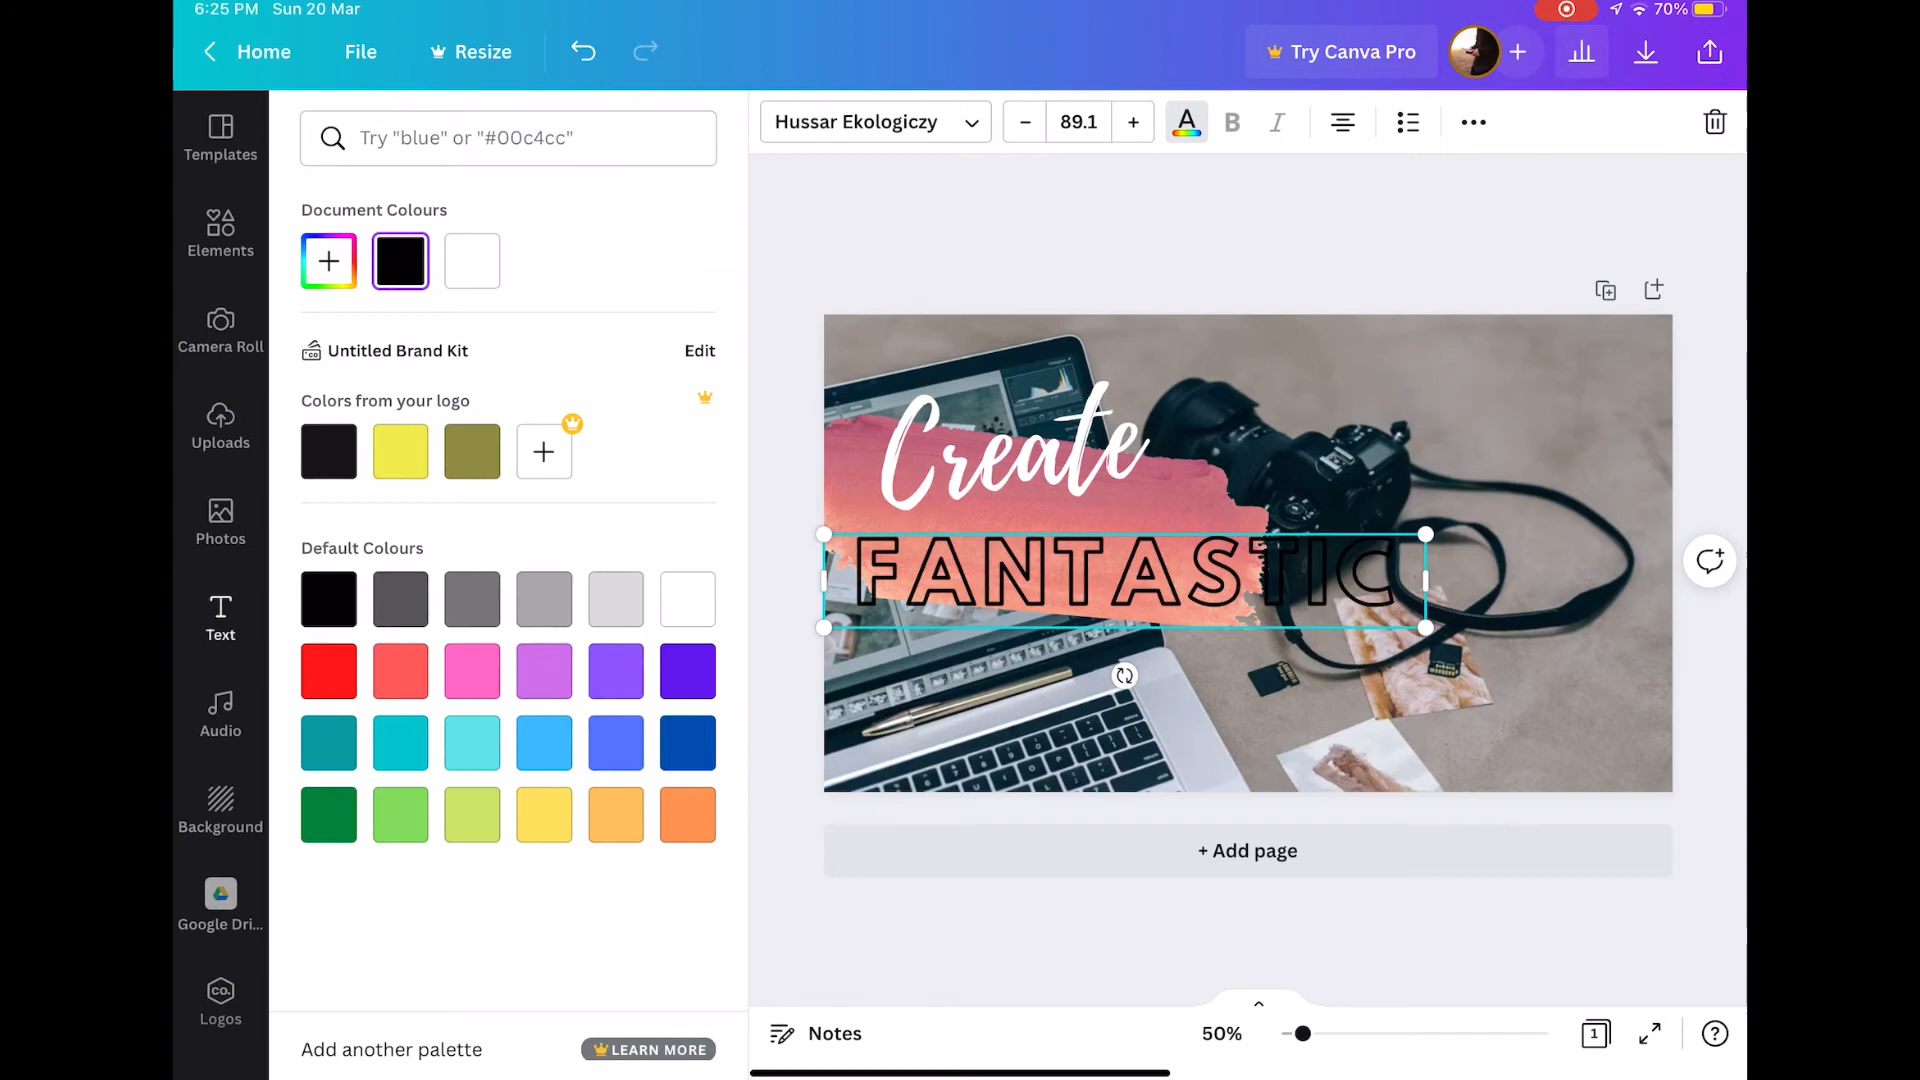 6:25 PM Sun 20 Mar
70%
Home File Resize
Try Canva Pro
Templates
Elements
Camera Roll
Uploads
Photos
Text
Audio
Background
Google Dri...
CO.
Logos
Try "blue" or "#00c4cc"
Document Colours
CO
Untitled Brand Kit
Edit
Colors from your logo
Default Colours
Add another palette
LEARN MORE
Hussar Ekologiczy
89.1
A
B
I
Create
FANTASTIC
+ Add page
Notes
50%
1
?